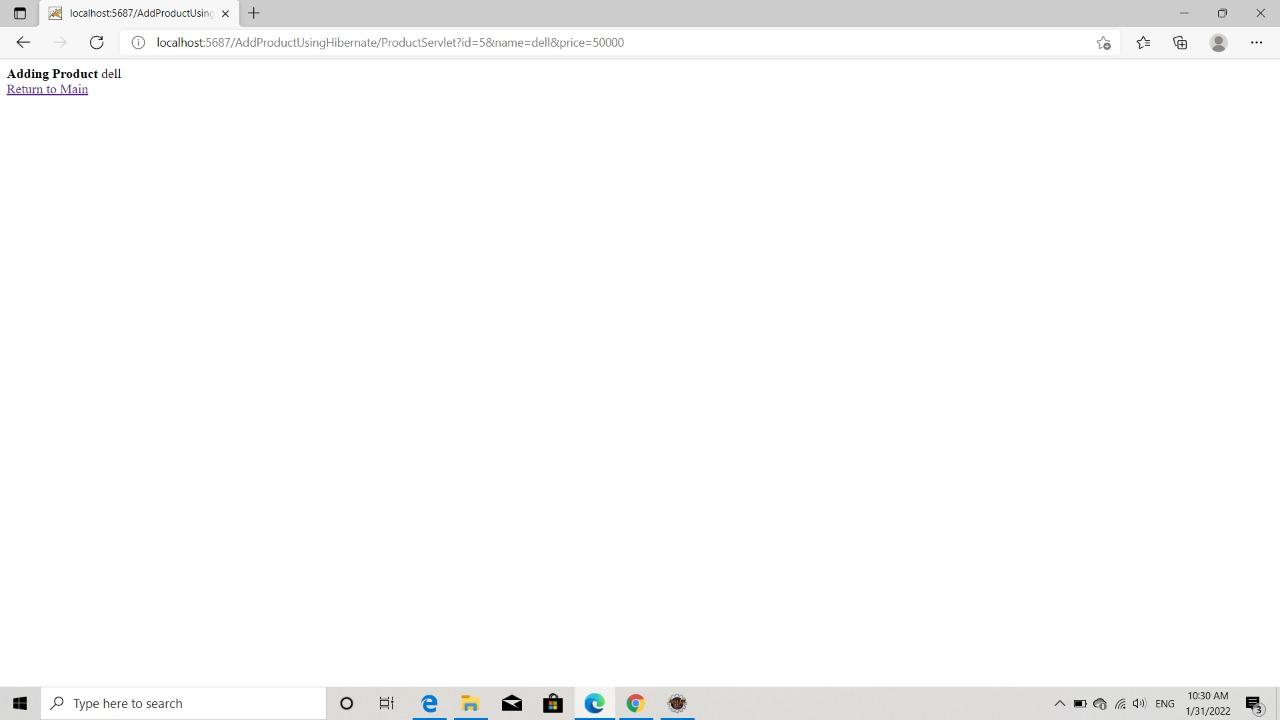 localhost:5687/AddProductUsing
localhost:5687/AddProductUsingHibernate/ProductServlet?id=5&name=dell&price=50000
Adding Product dell
Return to Main
Type here to search
ENG
10:30 AM
1/31/2022
3